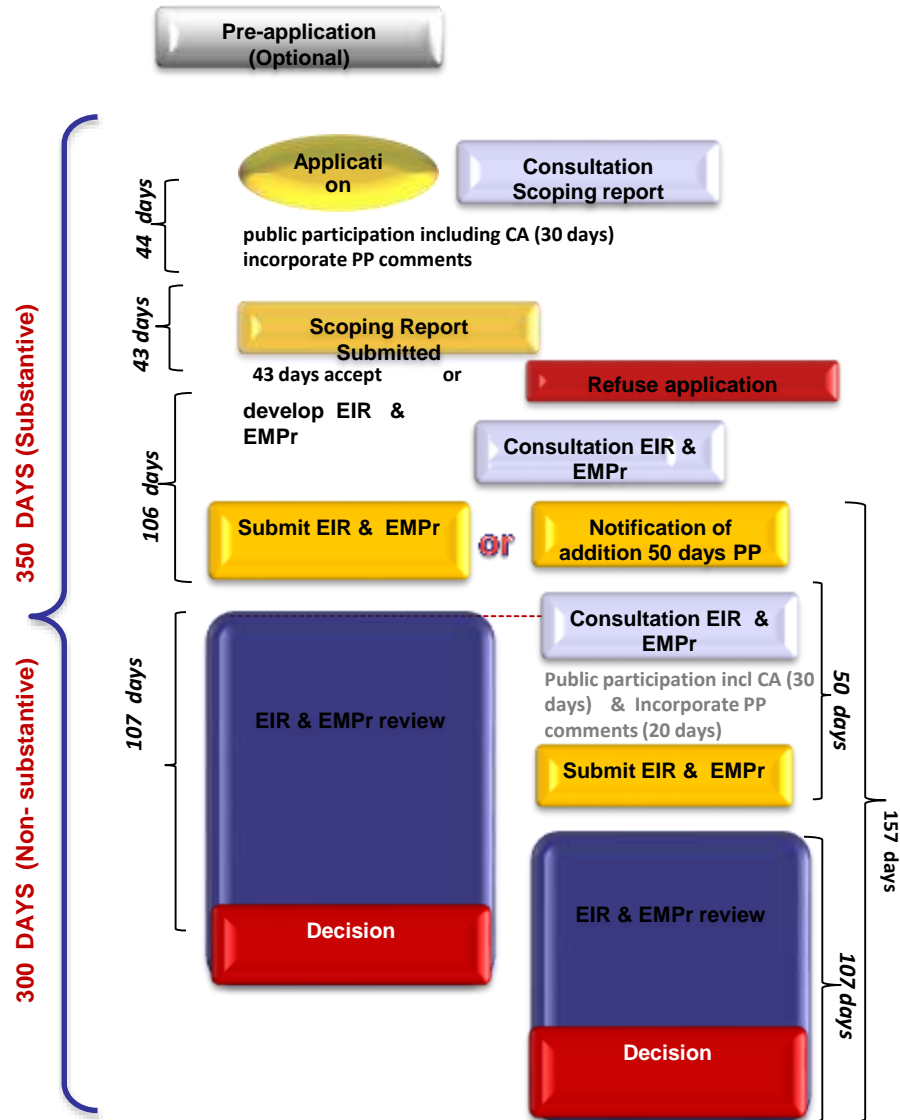 Pre-application
(Optional)
Applicati
on
Consultation
Scoping report
44 days
public participation including CA (30 days)
incorporate PP comments
350 DAYS (Substantive)
43 days
Scoping Report
Submitted
43 days accept or
Refuse application
develop EIR &
EMPr
Consultation EIR &
EMPr
106 days
Submit EIR & EMPr
or
Notification of
addition 50 days PP
Consultation EIR &
EMPr
Public participation incl CA (30
days) & Incorporate PP
comments (20 days)
50 days
107 days
EIR & EMPr review
Submit EIR & EMPr
157 days
300 DAYS (Non- substantive)
Decision
EIR & EMPr review
107 days
Decision